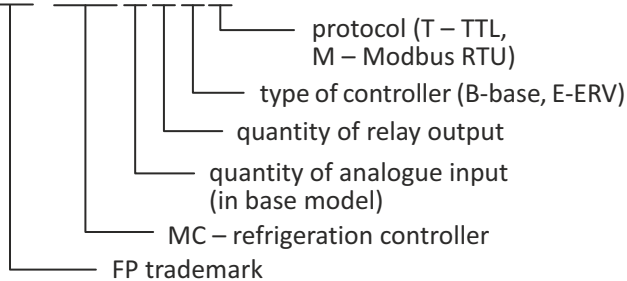 protocol (T – TTL,
M – Modbus RTU)
type of controller (B-base, E-ERV)
quantity of relay output
quantity of analogue input
(in base model)
MC – refrigeration controller
FP trademark